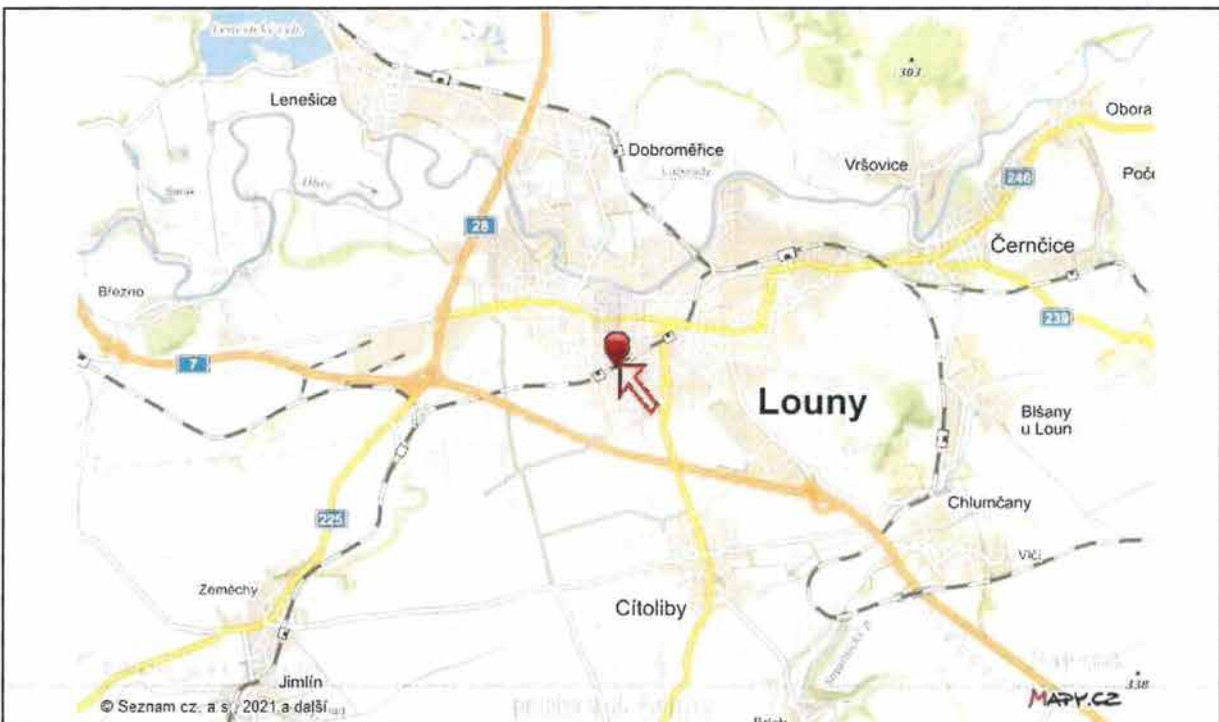 303
Lenešice
Obora
Dobroměřice
Vršovice
246
28
Černčice
Březno
239
7
Louny
Blšany
u Loun
Chlumčany
225
Vlčí
Zeměchy
Cítoliby
Jimlín
338
© Seznam.cz, a.s., 2021 a další
MAPY.CZ